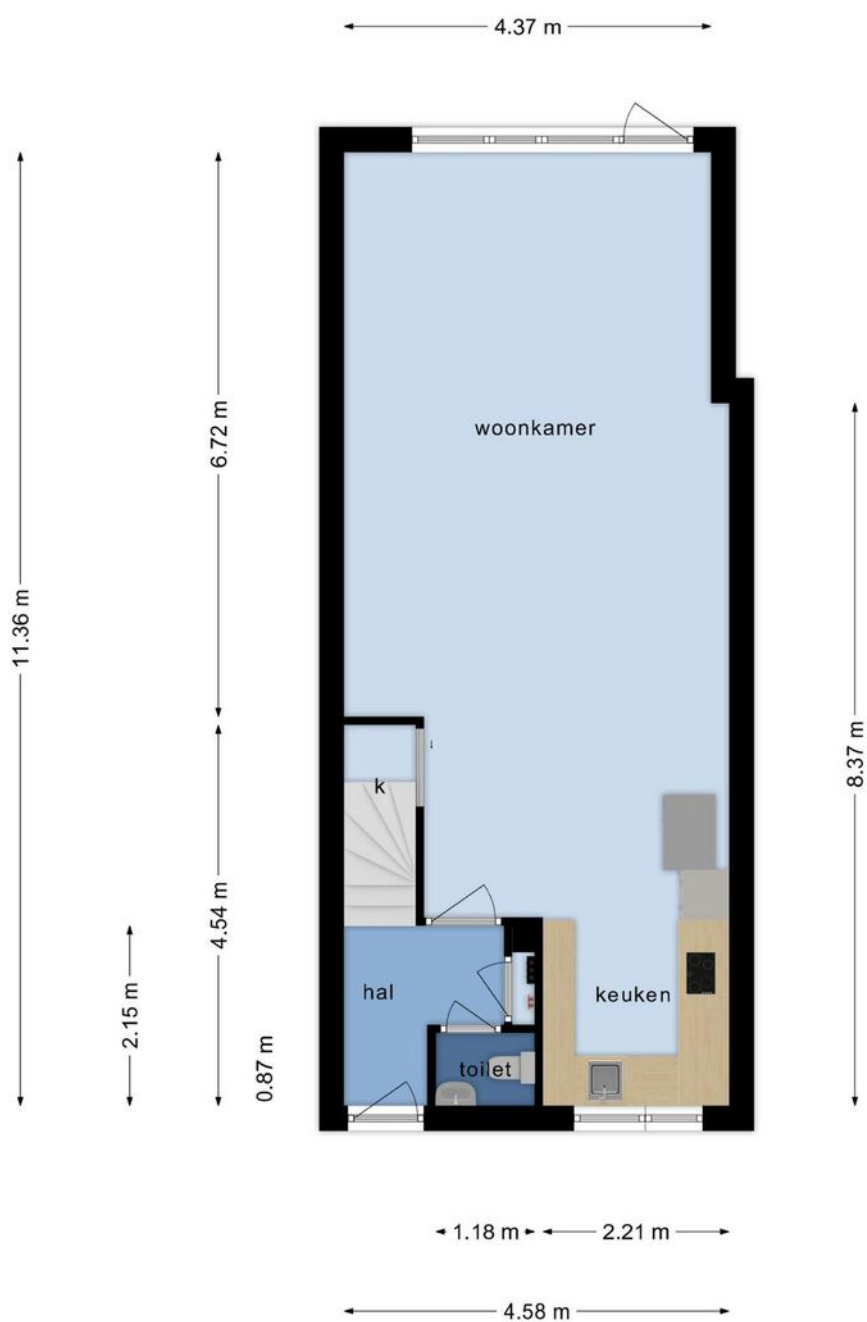 4.37 m
woonkamer
6.72 m
11.36 m
8.37 m
k
4.54 m
hal
keuken
2.15 m
0.87 m
toilet
1.18 m
2.21 m
4.58 m